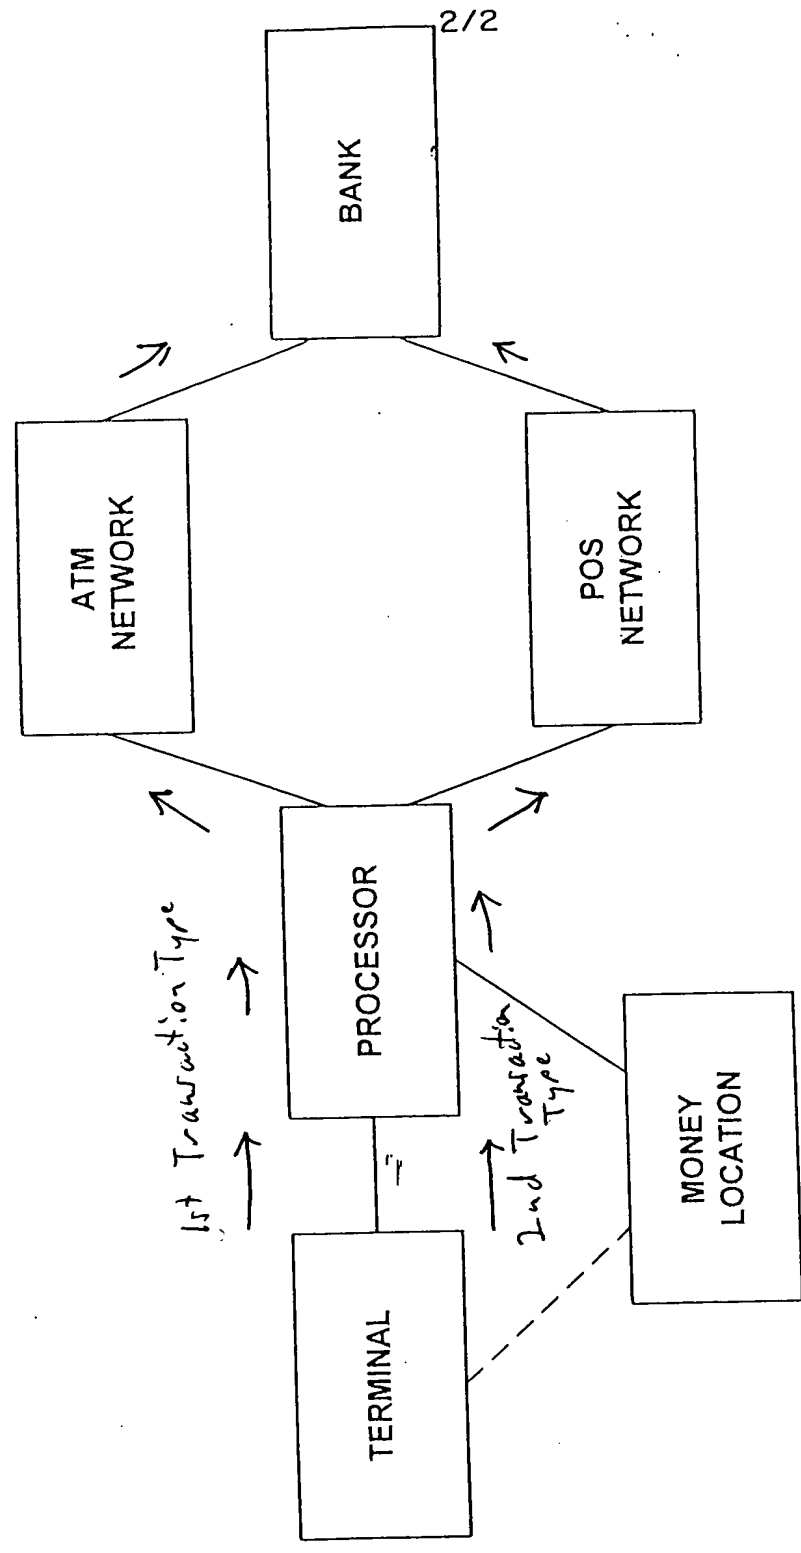 2/2
1st Transaction Type
ATM
NETWORK
TERMINAL
PROCESSOR
BANK
2nd Transaction
Type
POS
NETWORK
MONEY
LOCATION